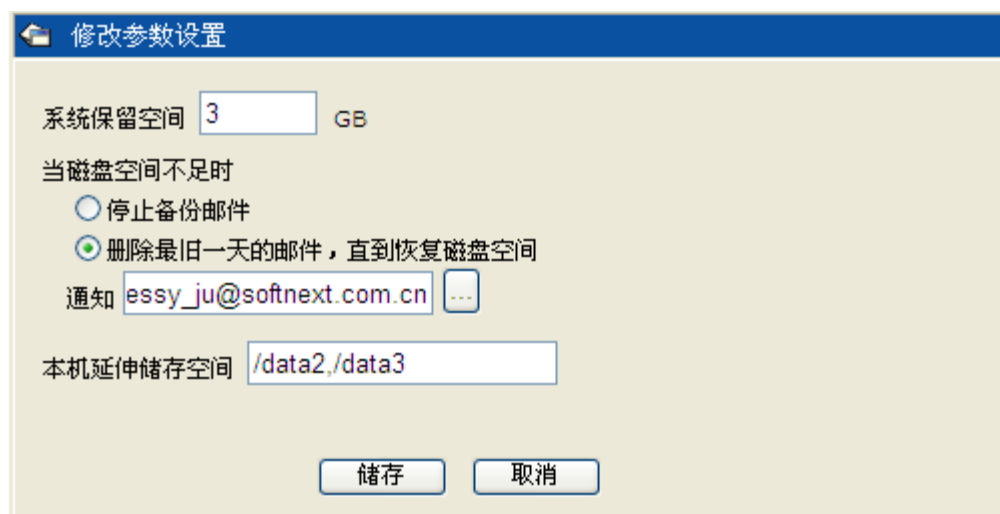 修改参数设置
系统保留空间 3 GB
当磁盘空间不足时
停止备份邮件
删除最旧一天的邮件，直到恢复磁盘空间
通知 essy_ju@softnext.com.cn ...
本机延伸储存空间 /data2,/data3
储存 取消